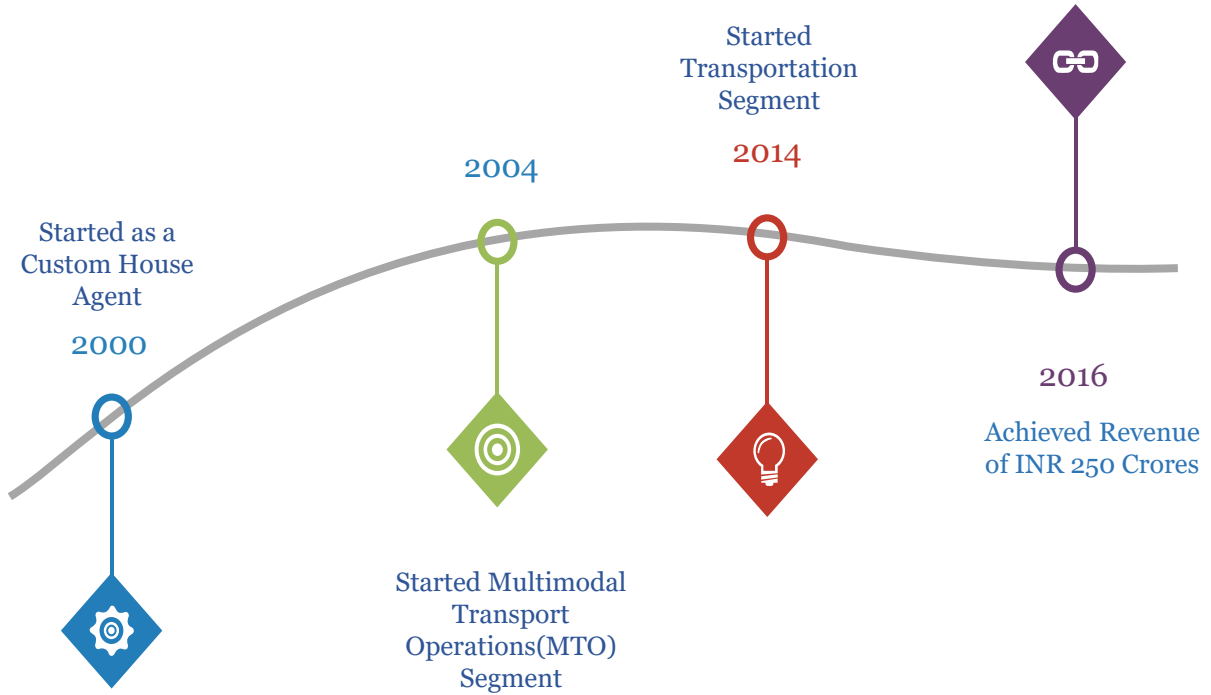 Started as a
Custom House
Agent
2000
2004
Started Multimodal
Transport
Operations(MTO)
Segment
Started
Transportation
Segment
2014
2016
Achieved Revenue
of INR 250 Crores